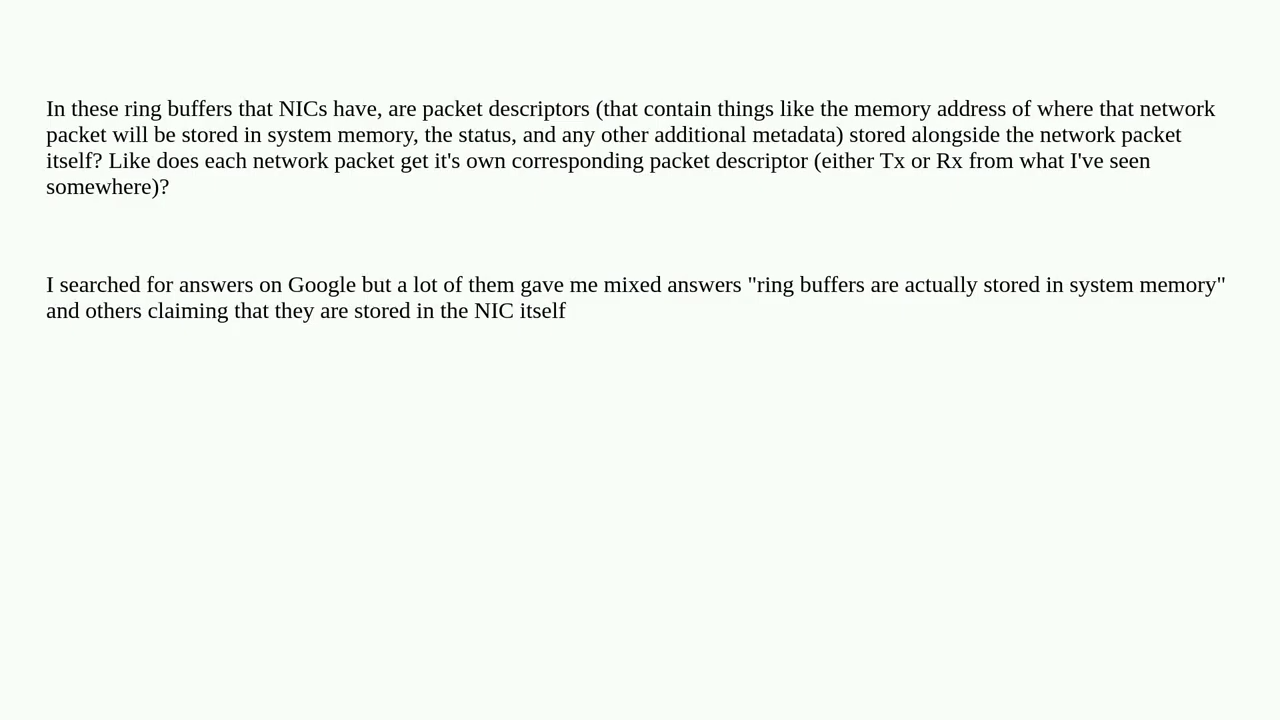 In these ring buffers that NICs have, are packet descriptors (that contain things like the memory address of where that network
packet will be stored in system memory, the status, and any other additional metadata) stored alongside the network packet
itself? Like does each network packet get it's own corresponding packet descriptor (either Tx or Rx from what I've seen
somewhere)?
I searched for answers on Google but a lot of them gave me mixed answers "ring buffers are actually stored in system memory"
and others claiming that they are stored in the NIC itself